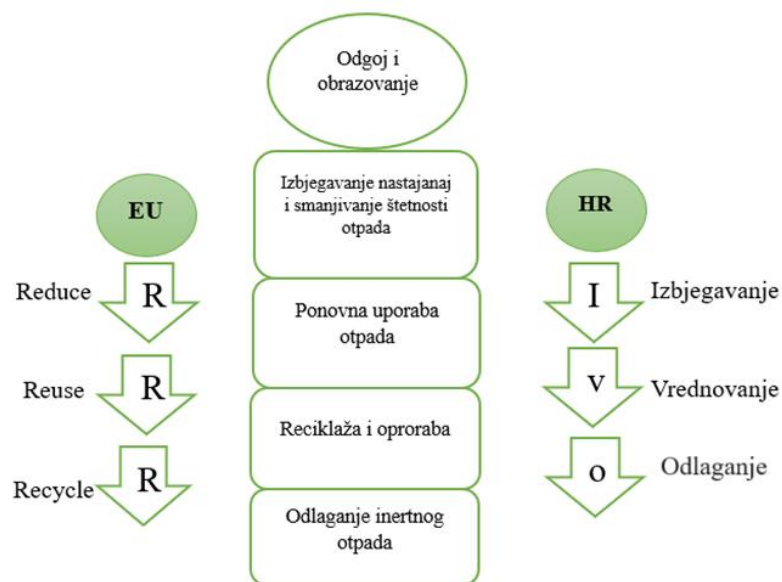 Odgoj i
obrazovanje
Izbjegavanje nastajanaj
i smanjivanje štetnosti
otpada
Ponovna uporaba
otpada
Reciklaža i oproraba
Odlaganje inertnog
otpada
EU
Reduce R
Reuse R
Recycle R
HR
I Izbjegavanje
v Vrednovanje
o Odlaganje